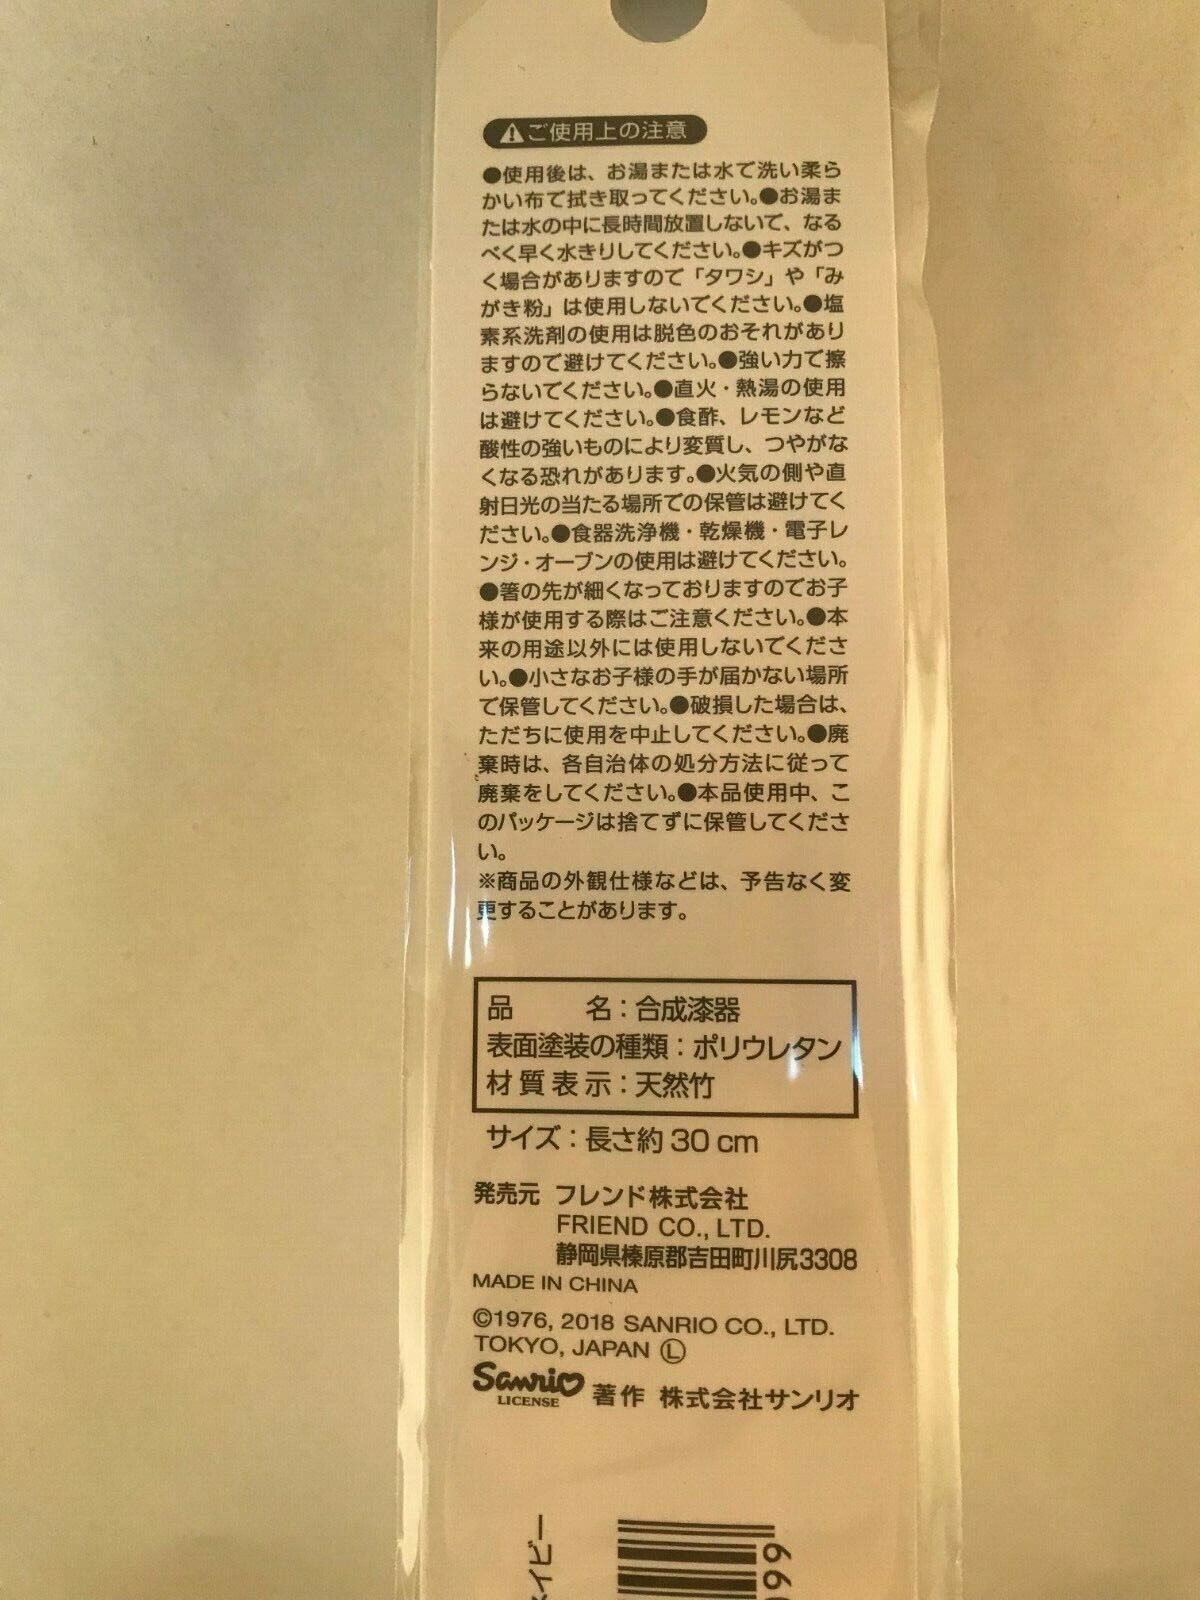 ⚠ご使用上の注意
●使用後は、お湯または水で洗い柔ら
かい布で拭き取ってください。●お湯ま
たは水の中に長時間放置しないで、なる
べく早く水きりしてください。●キズがつ
く場合がありますので「タワシ」や「み
がき粉」は使用しないでください。●塩
素系洗剤の使用は脱色のおそれがあり
ますので避けてください。●強い力で擦
らないでください。●直火・熱湯の使用
は避けてください。●食酢、レモンなど
酸性の強いものにより変質し、つやがな
くなる恐れがあります。●火気の側や直
射日光の当たる場所での保管は避けてく
ださい。●食器洗浄機・乾燥機・電子レ
ンジ・オーブンの使用は避けてください。
●箸の先が細くなっておりますのでお子
様が使用する際はご注意ください。●本
来の用途以外には使用しないでくださ
い。●小さなお子様の手が届かない場所
で保管してください。●破損した場合は、
ただちに使用を中止してください。●廃
棄時は、各自治体の処分方法に従って
廃棄をしてください。●本品使用中、こ
のパッケージは捨てずに保管してくださ
い。
※商品の外観仕様などは、予告なく変
更することがあります。
品　　名：合成漆器
表面塗装の種類：ポリウレタン
材質表示：天然竹
サイズ：長さ約 30 cm
発売元 フレンド株式会社
FRIEND CO., LTD.
静岡県榛原郡吉田町川尻3308
MADE IN CHINA
©1976, 2018 SANRIO CO., LTD.
TOKYO, JAPAN Ⓛ
Sanrio
LICENSE
著作 株式会社サンリオ
イビー